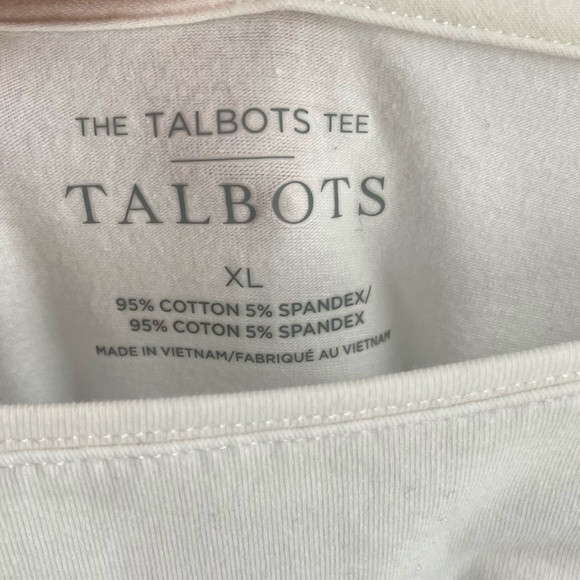 THE TALBOTS TEE
TALBOTS
XL
95% COTTON 5% SPANDEX/
95% COTON 5% SPANDEX
MADE IN VIETNAM/FABRIQUÉ AU VIETNAM